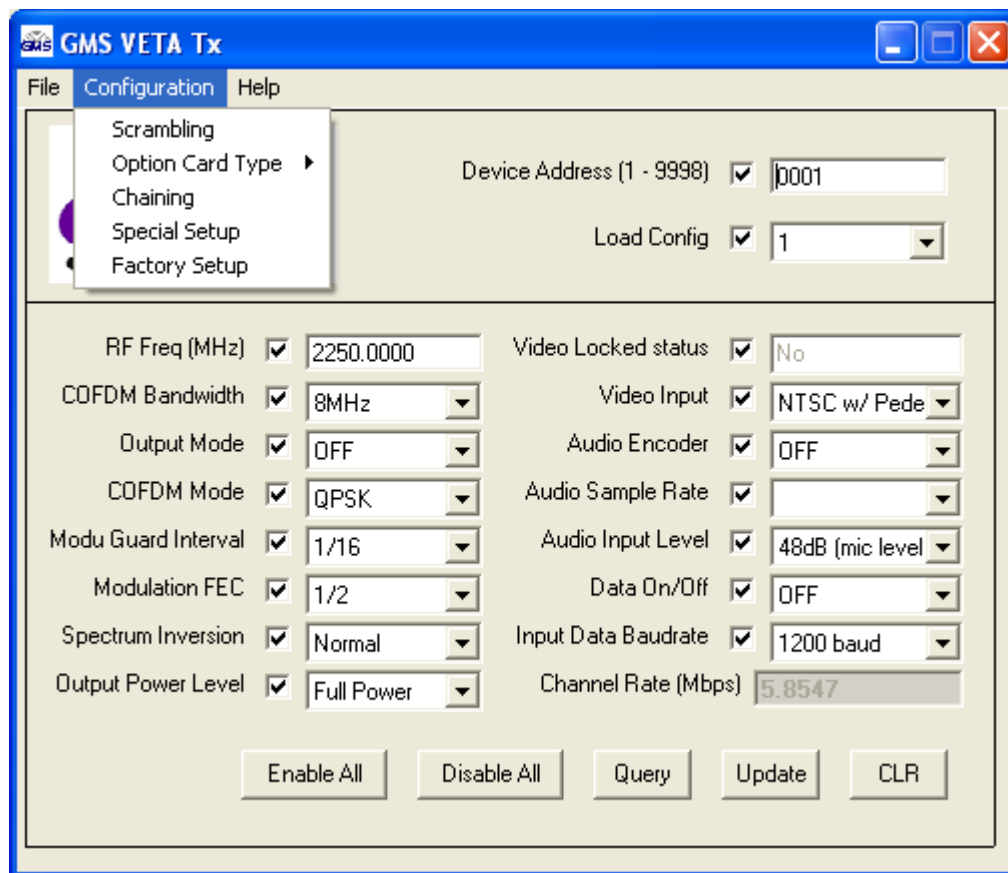 GMS GMS VETA Tx
File Configuration Help
Scrambling
Option Card Type
Chaining
Special Setup
Factory Setup
Device Address (1 - 9998) 0001
Load Config 1
RF Freq (MHz) 2250.0000 Video Locked status No
COFDM Bandwidth 8MHz Video Input NTSC w/ Pede
Output Mode OFF Audio Encoder OFF
COFDM Mode QPSK Audio Sample Rate
Modu Guard Interval 1/16 Audio Input Level 48dB (mic level
Modulation FEC 1/2 Data On/Off OFF
Spectrum Inversion Normal Input Data Baudrate 1200 baud
Output Power Level Full Power Channel Rate (Mbps) 5.8547
Enable All Disable All Query Update CLR